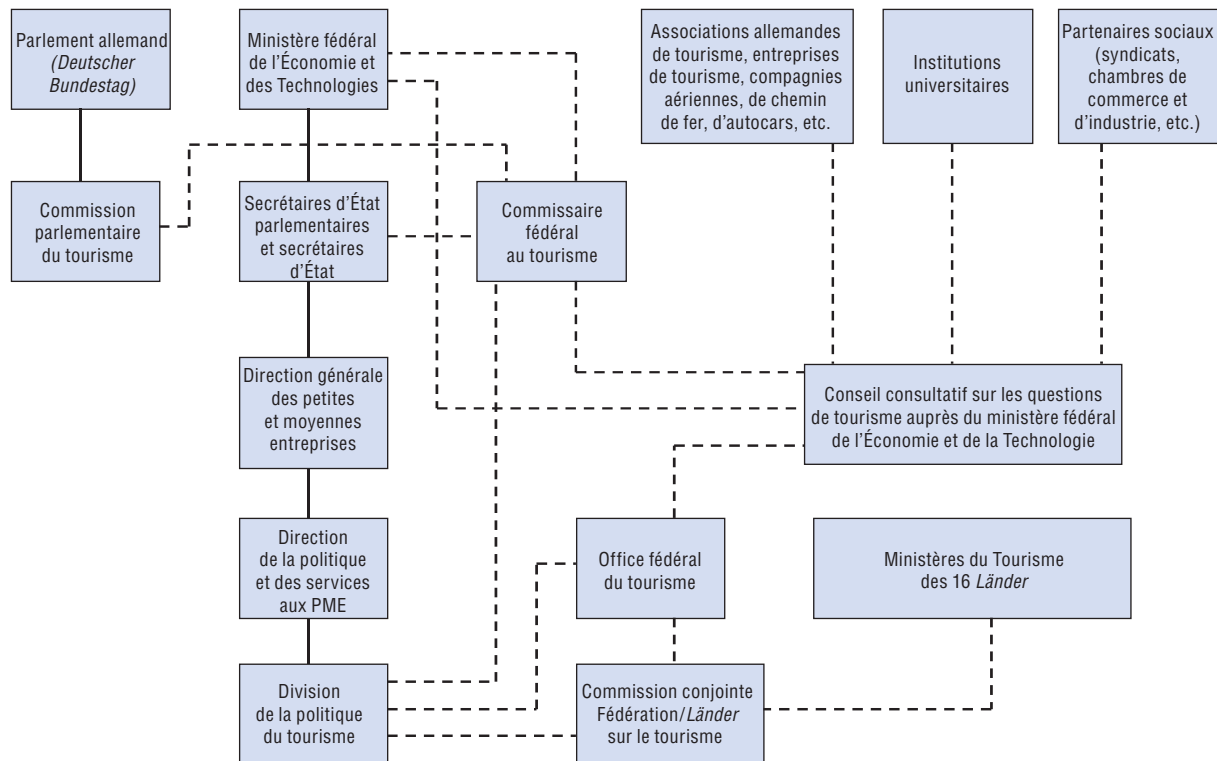 Parlement allemand
(Deutscher
Bundestag)
Ministère fédéral
de l’Économie et
des Technologies
Associations allemandes
de tourisme, entreprises
de tourisme, compagnies
aériennes, de chemin
de fer, d’autocars, etc.
Institutions
universitaires
Partenaires sociaux
(syndicats,
chambres de
commerce et
d’industrie, etc.)
Commission
parlementaire
du tourisme
Secrétaires d’État
parlementaires
et secrétaires
d’État
Commissaire
fédéral
au tourisme
Direction générale
des petites
et moyennes
entreprises
Conseil consultatif sur les questions
de tourisme auprès du ministère fédéral
de l’Économie et de la Technologie
Direction
de la politique
et des services
aux PME
Office fédéral
du tourisme
Ministères du Tourisme
des 16 Länder
Division
de la politique
du tourisme
Commission conjointe
Fédération/Länder
sur le tourisme